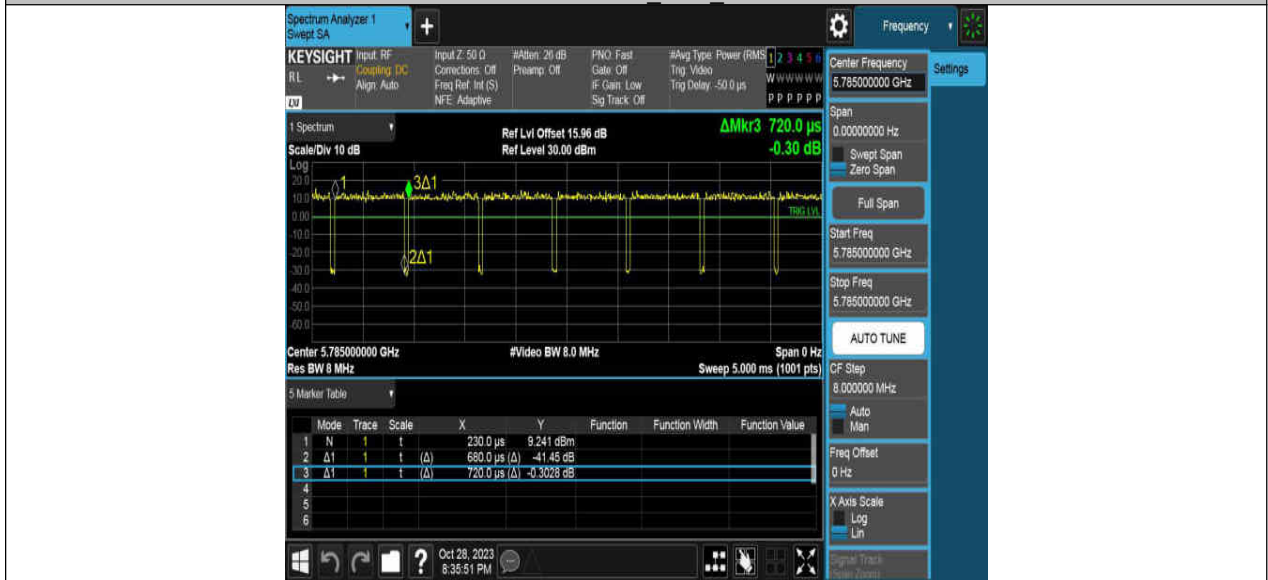 Spectrum Analyzer 1
Swept SA
+
Frequency
KEYSIGHT
RL
LXI
Input: RF
Coupling: DC
Align: Auto
Input Z: 50 Ω
Corrections: Off
Freq Ref: Int (S)
NFE: Adaptive
#Atten: 26 dB
Preamp: Off
PNO: Fast
Gate: Off
IF Gain: Low
Sig Track: Off
#Avg Type: Power (RMS
Trig: Video
Trig Delay: -50.0 µs
1 2 3 4 5 6
W W W W W W
P P P P P P
Center Frequency
5.785000000 GHz
Settings
1 Spectrum
Scale/Div 10 dB
Ref Lvl Offset 15.96 dB
Ref Level 30.00 dBm
ΔMkr3 720.0 µs
-0.30 dB
Log
20.0
10.0
0.00
-10.0
-20.0
-30.0
-40.0
-50.0
-60.0
1
3Δ1
2Δ1
TRIG LVL
Center 5.785000000 GHz
Res BW 8 MHz
#Video BW 8.0 MHz
Span 0 Hz
Sweep 5.000 ms (1001 pts)
Span
0.00000000 Hz
Swept Span
Zero Span
Full Span
Start Freq
5.785000000 GHz
Stop Freq
5.785000000 GHz
AUTO TUNE
CF Step
8.000000 MHz
Auto
Man
Freq Offset
0 Hz
X Axis Scale
Log
Lin
Signal Track
(Span Zoom)
5 Marker Table
Mode Trace Scale X Y Function Function Width Function Value
1 N 1 t 230.0 µs 9.241 dBm
2 Δ1 1 t (Δ) 680.0 µs (Δ) -41.45 dB
3 Δ1 1 t (Δ) 720.0 µs (Δ) -0.3028 dB
4
5
6
?
Oct 28, 2023
8:35:51 PM